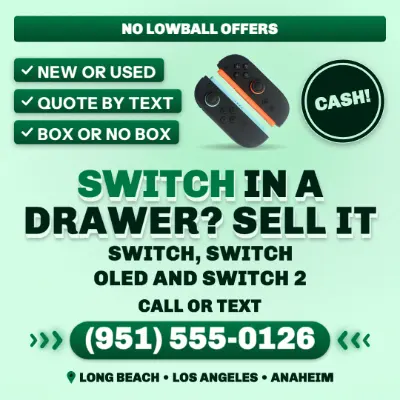 NO LOWBALL OFFERS
✓ NEW OR USED
✓ QUOTE BY TEXT
✓ BOX OR NO BOX
CASH!
SWITCH IN A
DRAWER? SELL IT
SWITCH, SWITCH
OLED AND SWITCH 2
CALL OR TEXT
(951) 555-0126
LONG BEACH • LOS ANGELES • ANAHEIM